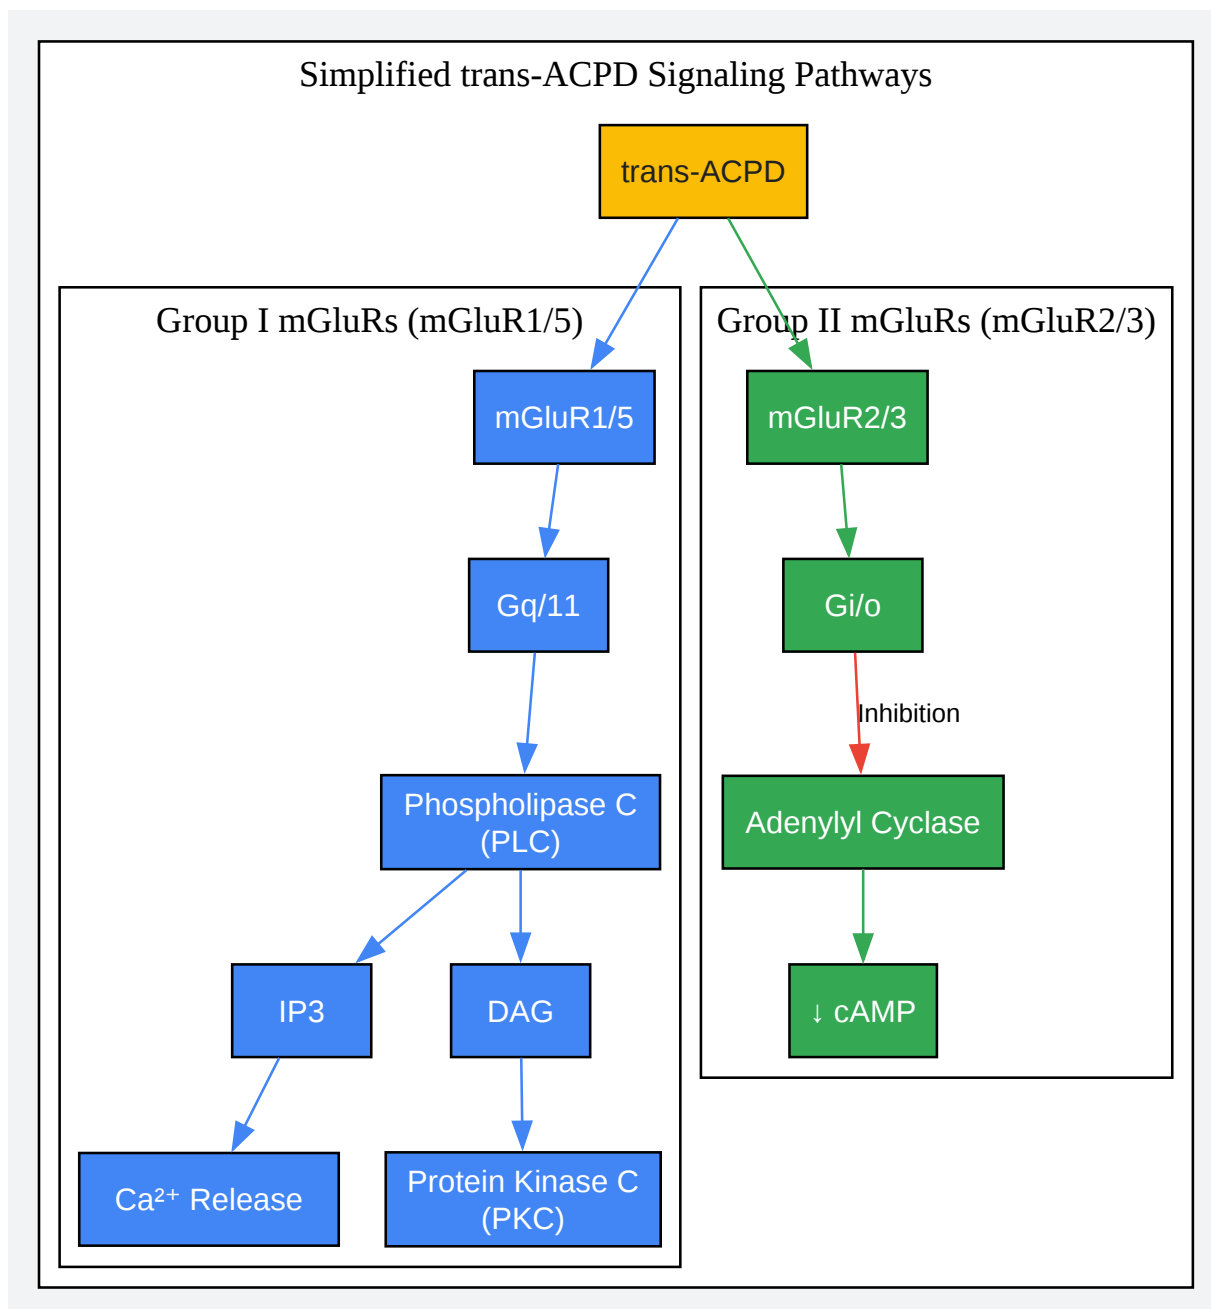 Simplified trans-ACPD Signaling Pathways
trans-ACPD
Group I mGluRs (mGluR1/5)
Group II mGluRs (mGluR2/3)
mGluR1/5
mGluR2/3
Gq/11
Gi/o
Inhibition
Phospholipase C
(PLC)
Adenylyl Cyclase
IP3
DAG
↓ cAMP
Ca²⁺ Release
Protein Kinase C
(PKC)